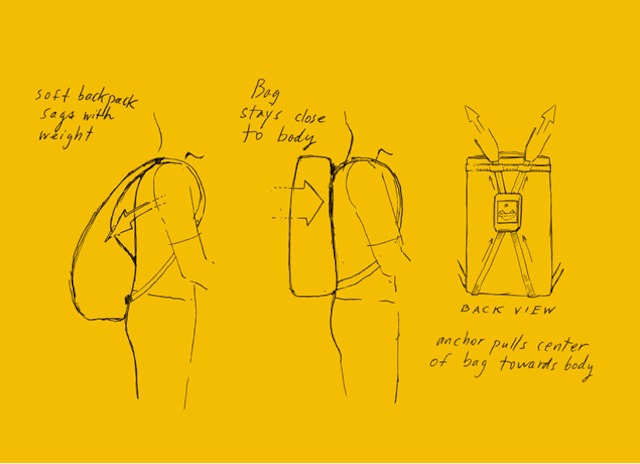 soft backpack
sags with
weight
Bag
stays close
to body
BACK VIEW
anchor pulls center
of bag towards body